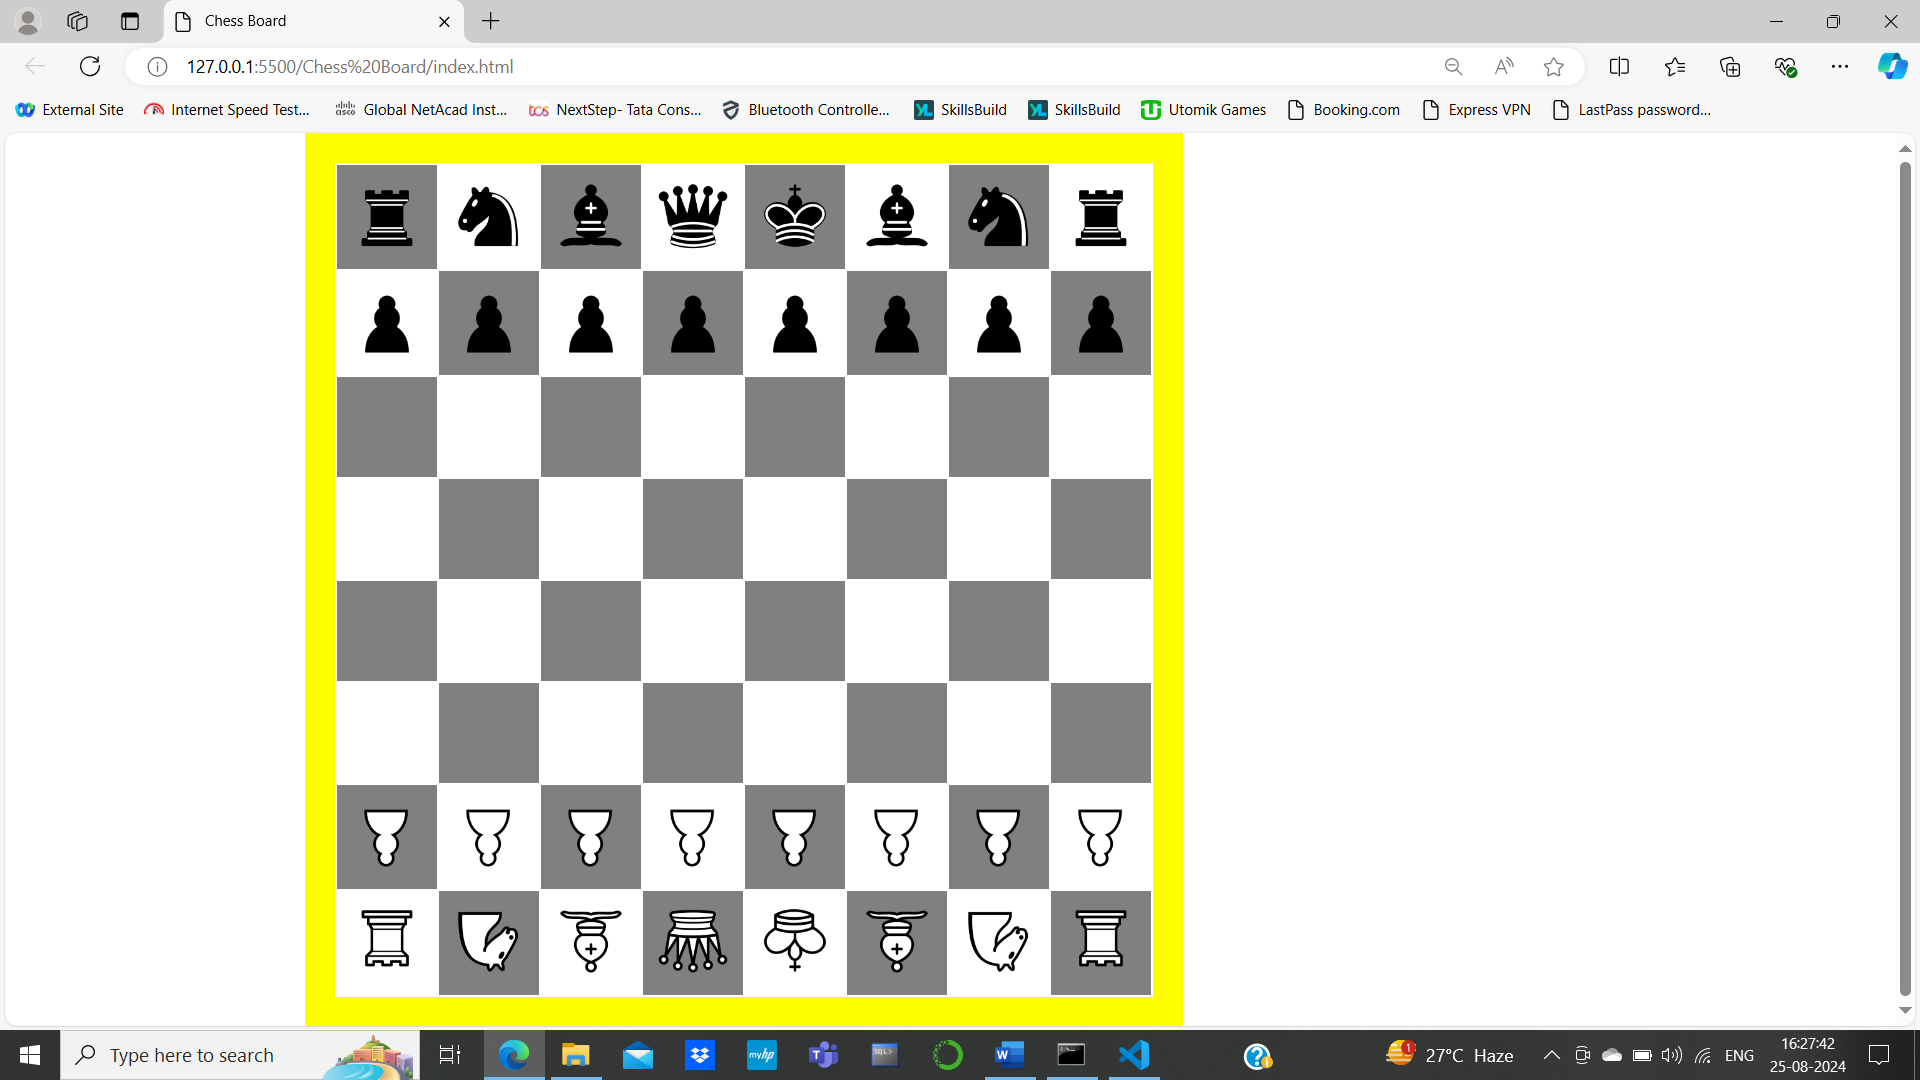 Chess Board
127.0.0.1:5500/Chess%20Board/index.html
External Site
Internet Speed Test...
Global NetAcad Inst...
NextStep- Tata Cons...
Bluetooth Controlle...
SkillsBuild
SkillsBuild
Utomik Games
Booking.com
Express VPN
LastPass password...
Type here to search
27°C Haze
ENG
16:27:42
25-08-2024